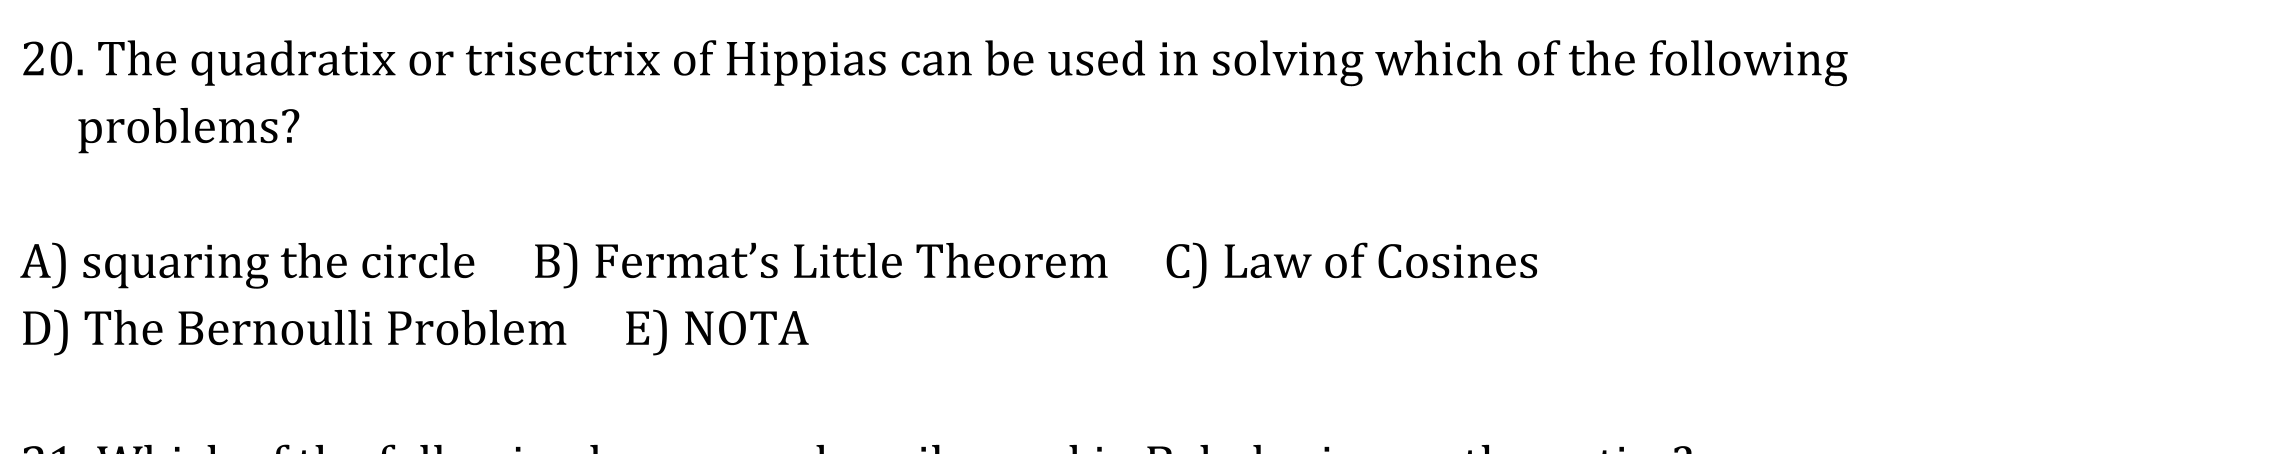 20. The quadratix or trisectrix of Hippias can be used in solving which of the following
problems?
A) squaring the circle B) Fermat’s Little Theorem C) Law of Cosines
D) The Bernoulli Problem E) NOTA